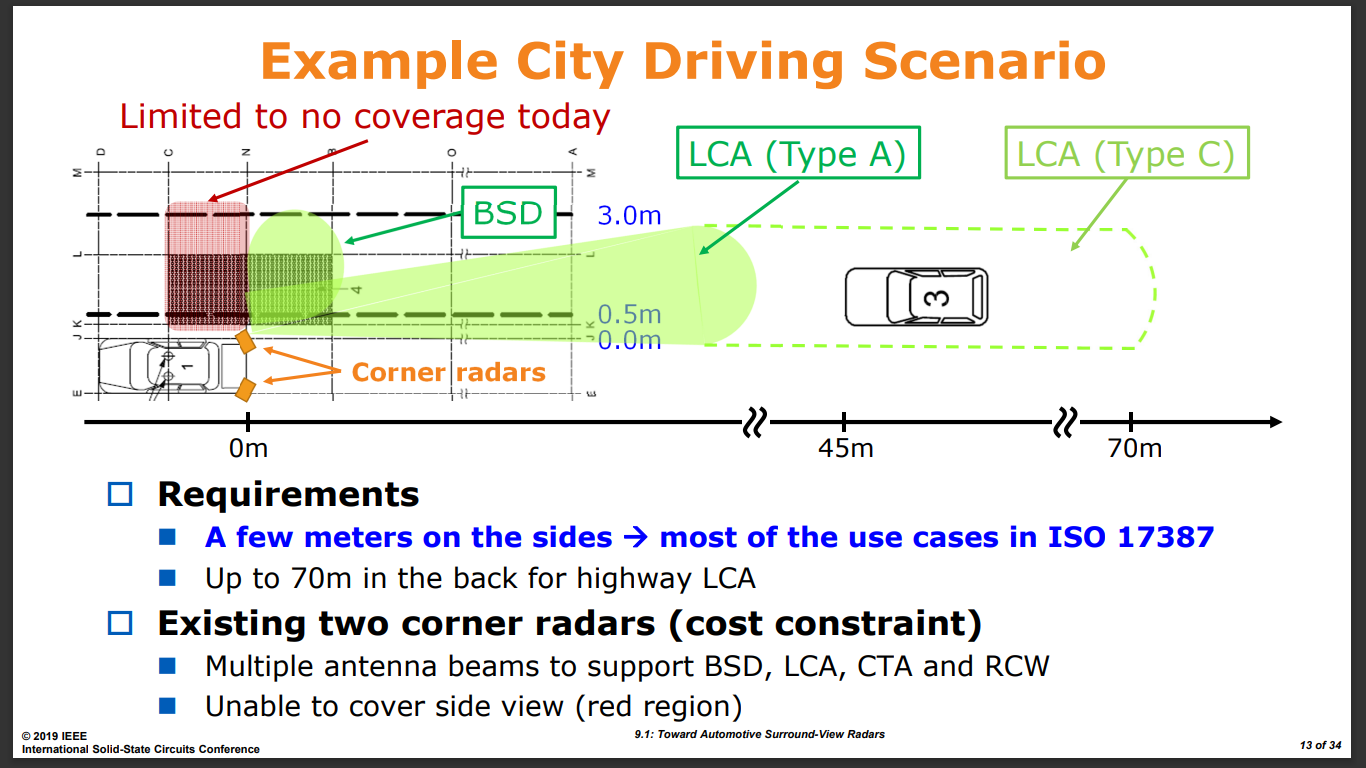 Example City Driving Scenario
Limited to no coverage today
LCA (Type A)
LCA (Type C)
D C N B O A
M M
BSD
3.0m
L L
4
3
0.5m
K K
J J
0.0m
1
Corner radars
E E
0m 45m 70m
Requirements
A few meters on the sides → most of the use cases in ISO 17387
Up to 70m in the back for highway LCA
Existing two corner radars (cost constraint)
Multiple antenna beams to support BSD, LCA, CTA and RCW
Unable to cover side view (red region)
© 2019 IEEE
International Solid-State Circuits Conference
9.1: Toward Automotive Surround-View Radars
13 of 34